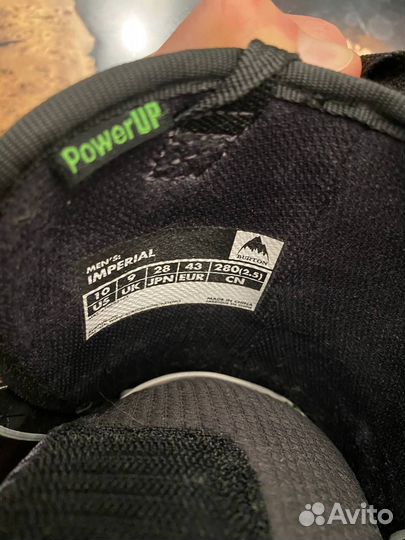 PowerUP
MEN'S:
IMPERIAL
BURTON
10 9 28 43 280(2.5)
US UK JPN EUR CN
MADE IN CHINA
Avito